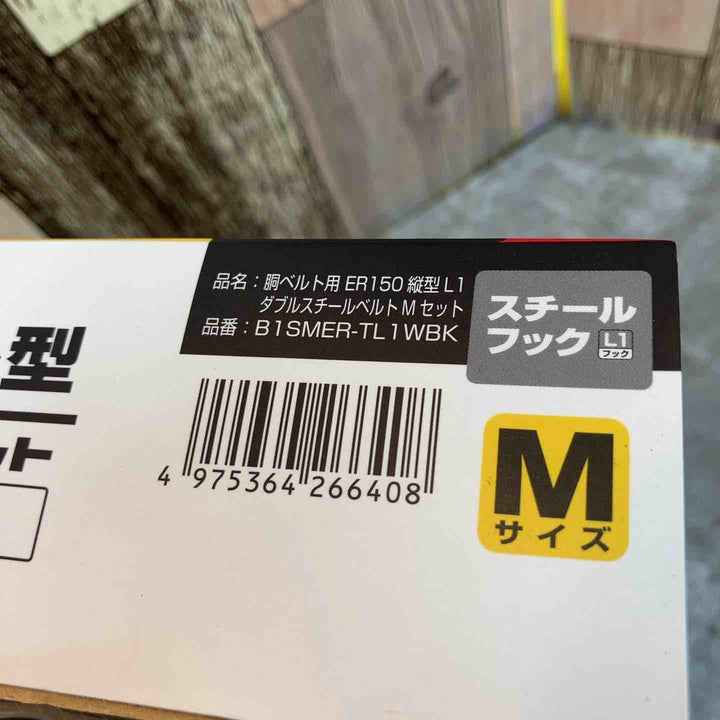 品名：胴ベルト用 ER150 縦型 L1
ダブルスチールベルト M セット
品番：B1SMER-TL1WBK
スチール
フック L1
フック
型
ット
4 975364 266408
M
サイズ